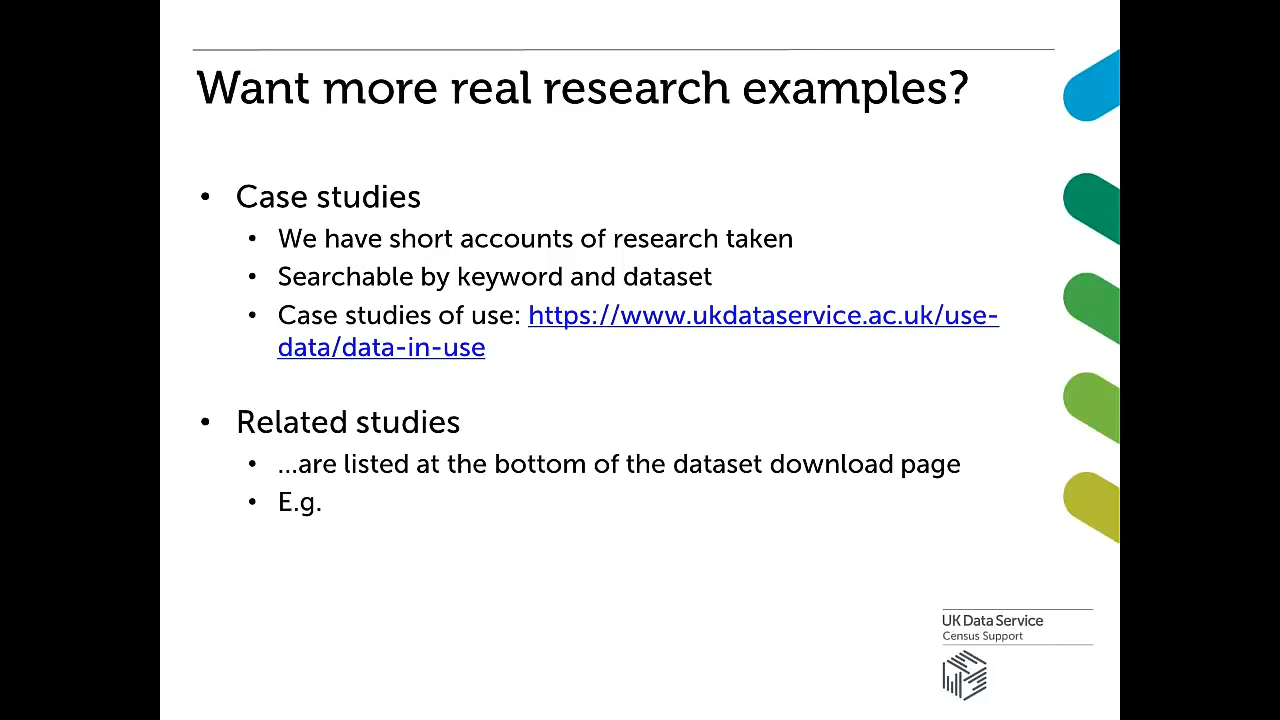 Want more real research examples?
• Case studies
• We have short accounts of research taken
• Searchable by keyword and dataset
• Case studies of use: https://www.ukdataservice.ac.uk/use-
data/data-in-use
• Related studies
• ...are listed at the bottom of the dataset download page
• E.g.
UK Data Service
Census Support